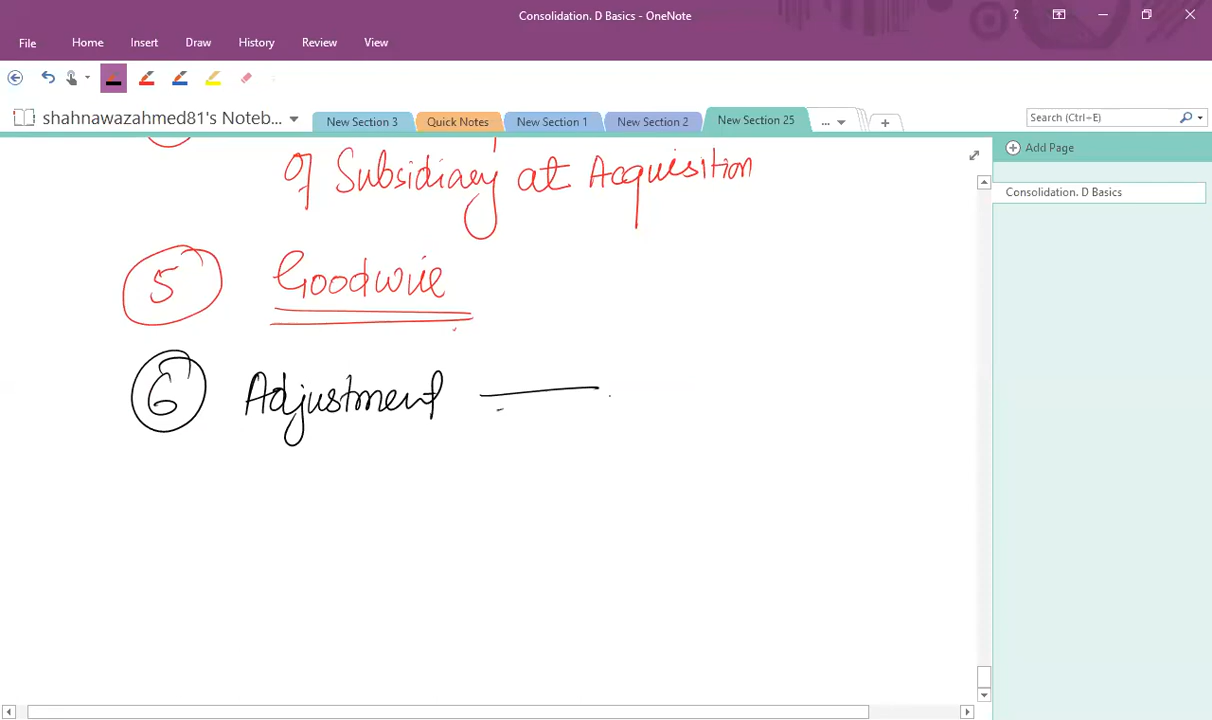 Consolidation. D Basics - OneNote
?
File Home Insert Draw History Review View
shahnawazahmed81's Noteb... New Section 3 Quick Notes New Section 1 New Section 2 New Section 25 ... +
Search (Ctrl+E)
Add Page
Consolidation. D Basics
of Subsidiary at Acquisition
5 Goodwill
6 Adjustment